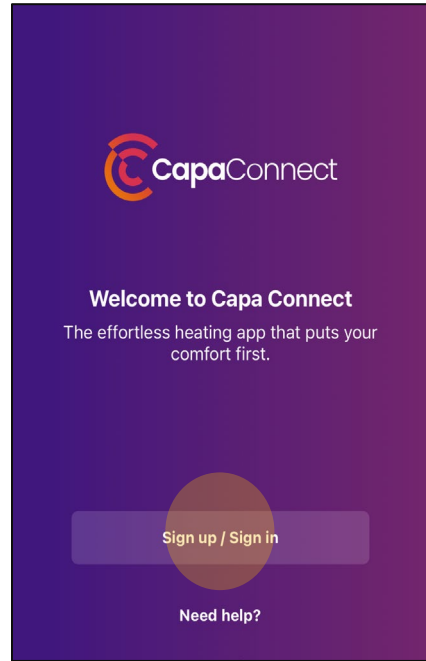 CapaConnect
Welcome to Capa Connect
The effortless heating app that puts your
comfort first.
Sign up / Sign in
Need help?